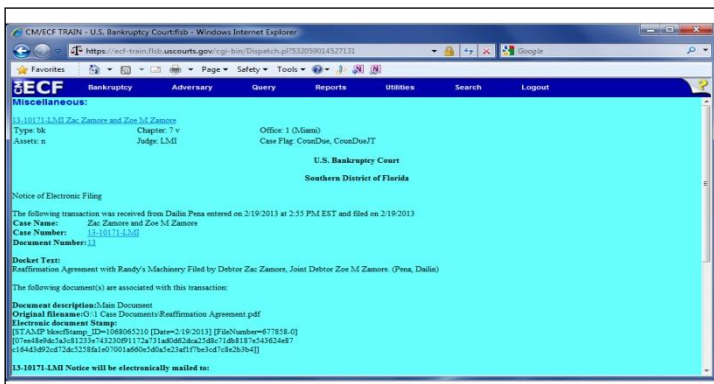 CM/ECF TRAIN - U.S. Bankruptcy Court:flsb - Windows Internet Explorer
https://ecf-train.flsb.uscourts.gov/cgi-bin/Dispatch.pl?532059014527131
Google
Favorites Page Safety Tools
ECF Bankruptcy Adversary Query Reports Utilities Search Logout
Miscellaneous:
13-10171-LMI Zac Zamore and Zoe M Zamore
Type: bk Chapter: 7 v Office: 1 (Miami)
Assets: n Judge: LMI Case Flag: CounDue, CounDueJT
U.S. Bankruptcy Court
Southern District of Florida
Notice of Electronic Filing
The following transaction was received from Dailin Pena entered on 2/19/2013 at 2:55 PM EST and filed on 2/19/2013
Case Name: Zac Zamore and Zoe M Zamore
Case Number: 13-10171-LMI
Document Number: 13
Docket Text:
Reaffirmation Agreement with Randy's Machinery Filed by Debtor Zac Zamore, Joint Debtor Zoe M Zamore. (Pena, Dailin)
The following document(s) are associated with this transaction:
Document description:Main Document
Original filename:G:\1 Case Documents\Reaffirmation Agreement.pdf
Electronic document Stamp:
[STAMP bkecfStamp_ID=1068065210 [Date=2/19/2013] [FileNumber=677858-0]
13-10171-LMI Notice will be electronically mailed to: